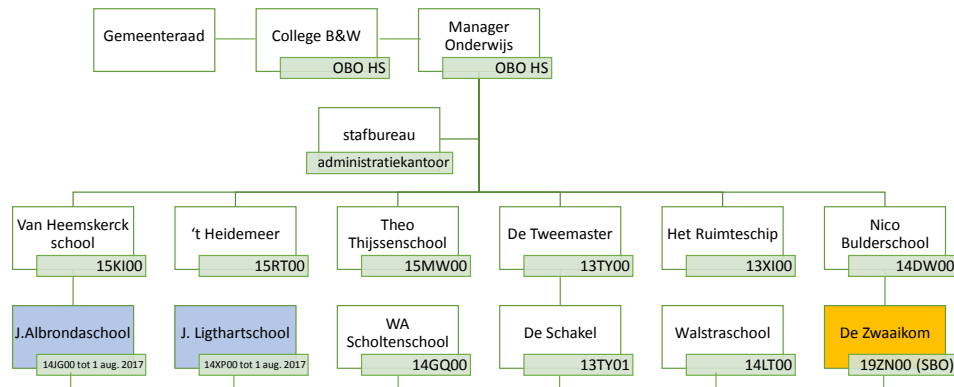 Gemeenteraad
College B&W
OBO HS
Manager
Onderwijs
OBO HS
stafbureau
administratiekantoor
Van Heemskerck
school
15KI00
‘t Heidemeer
15RT00
Theo
Thijssenschool
15MW00
De Tweemaster
13TY00
Het Ruimteschip
13XI00
Nico
Bulderschool
14DW00
J.Albrondaschool
14JG00 tot 1 aug. 2017
J. Ligthartschool
14XP00 tot 1 aug. 2017
WA
Scholtenschool
14GQ00
De Schakel
13TY01
Walstraschool
14LT00
De Zwaaikom
19ZN00 (SBO)